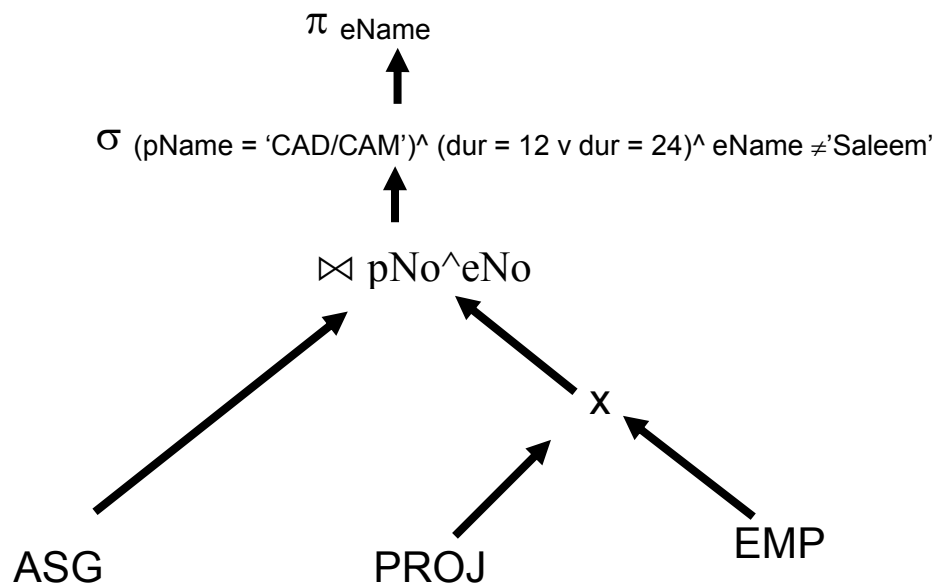 π eName
σ (pName = ‘CAD/CAM’)^ (dur = 12 v dur = 24)^ eName ≠’Saleem’
⋈ pNo^eNo
x
ASG PROJ EMP